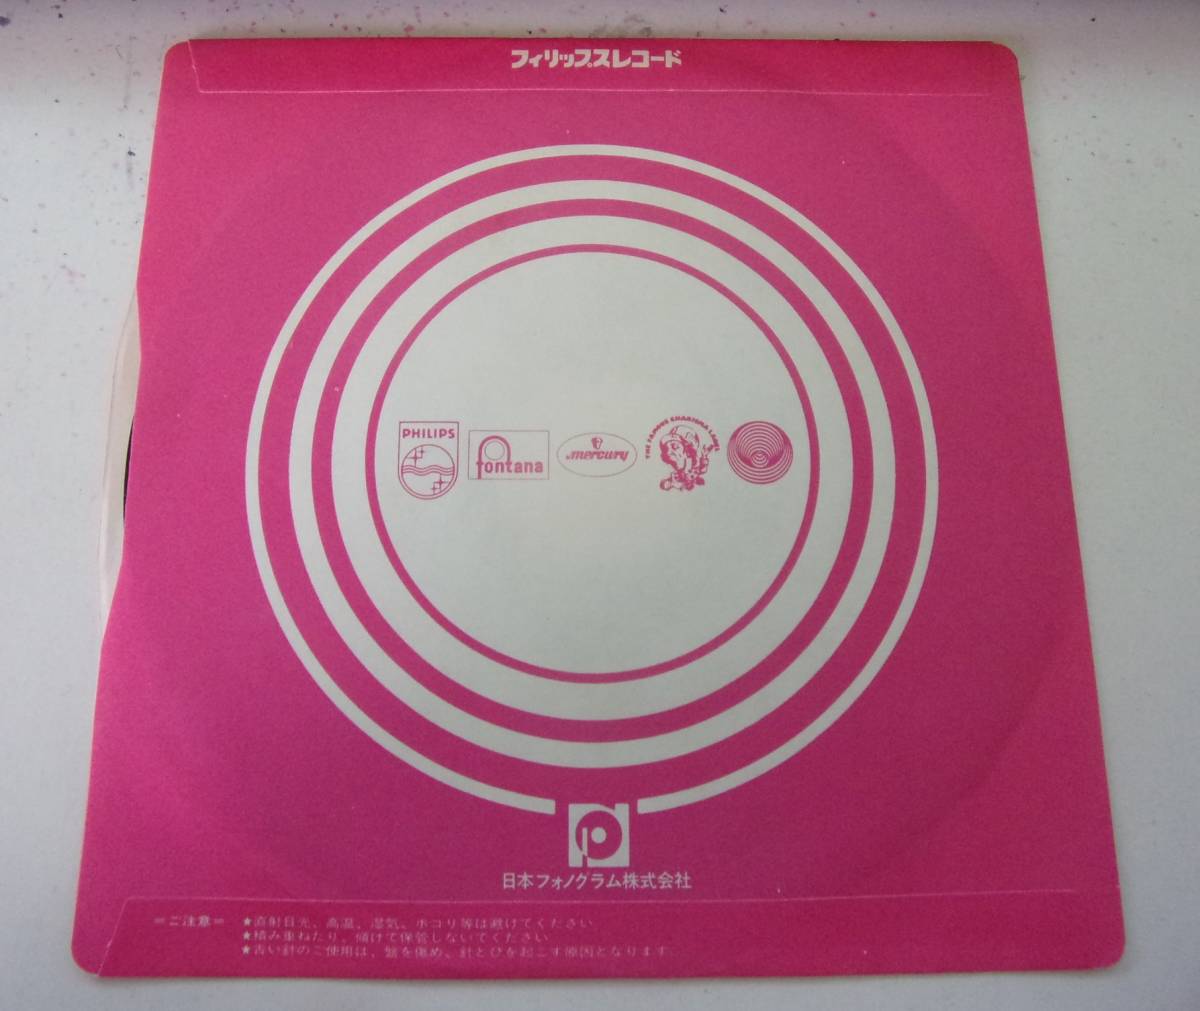 フィリップスレコード
PHILIPS
fontana
mercury
THE FAMOUS CHARISMA LABEL
日本フォノグラム株式会社
=ご注意= ★直射日光、高温、湿気、ホコリ等は避けてください
★積み重ねたり、傾けて保管しないでください
★古い針のご使用は、盤を傷め、針とびを起こす原因となります